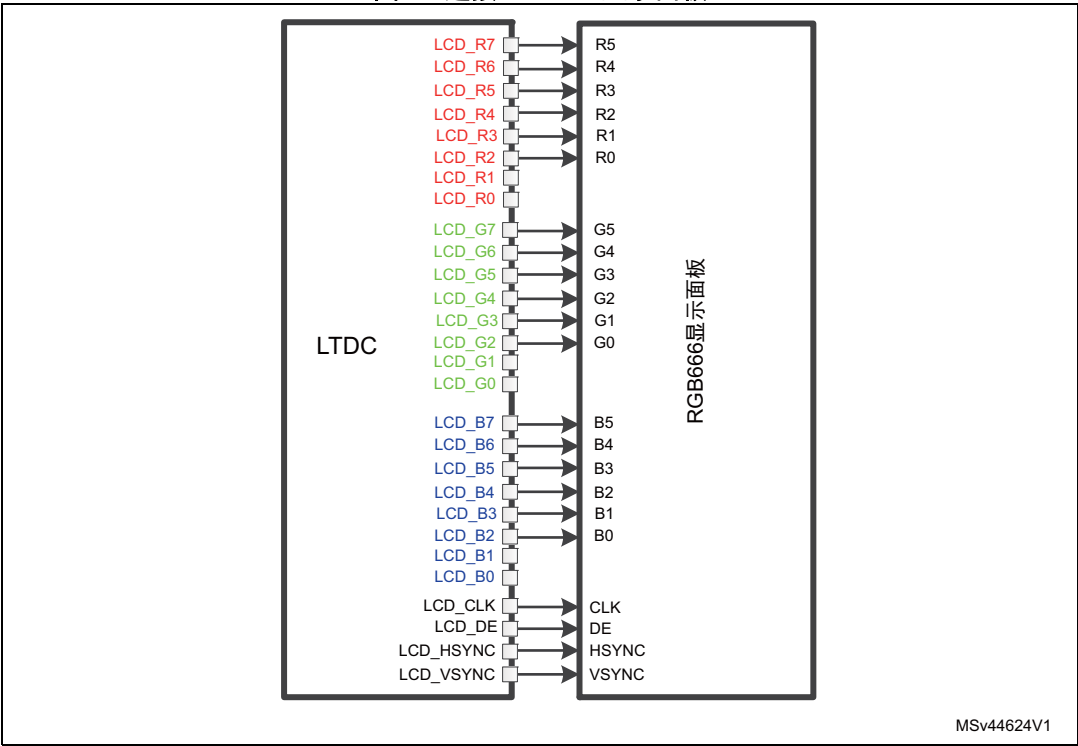 LCD_R7 R5
LCD_R6 R4
LCD_R5 R3
LCD_R4 R2
LCD_R3 R1
LCD_R2 R0
LCD_R1
LCD_R0
LCD_G7 G5
LCD_G6 G4
LCD_G5 G3
LCD_G4 G2
LCD_G3 G1
LCD_G2 G0
LCD_G1
LCD_G0
LTDC
RGB666显示面板
LCD_B7 B5
LCD_B6 B4
LCD_B5 B3
LCD_B4 B2
LCD_B3 B1
LCD_B2 B0
LCD_B1
LCD_B0
LCD_CLK CLK
LCD_DE DE
LCD_HSYNC HSYNC
LCD_VSYNC VSYNC
MSv44624V1